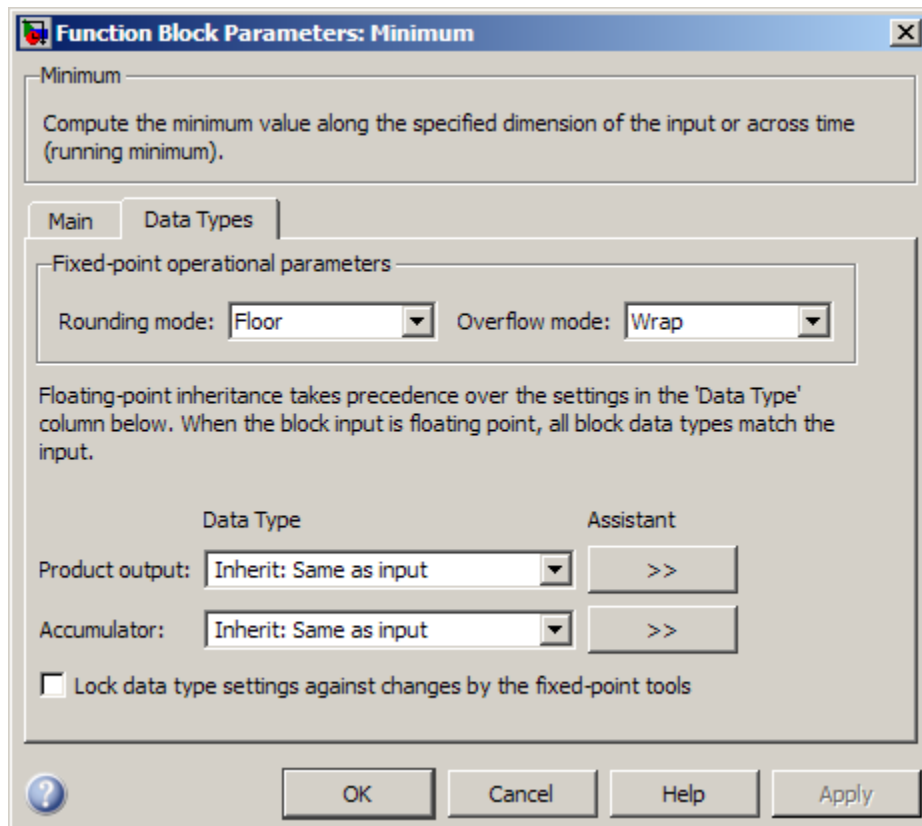 Function Block Parameters: Minimum
Minimum
Compute the minimum value along the specified dimension of the input or across time
(running minimum).
Main Data Types
Fixed-point operational parameters
Rounding mode: Floor Overflow mode: Wrap
Floating-point inheritance takes precedence over the settings in the 'Data Type'
column below. When the block input is floating point, all block data types match the
input.
Data Type Assistant
Product output: Inherit: Same as input >>
Accumulator: Inherit: Same as input >>
Lock data type settings against changes by the fixed-point tools
? OK Cancel Help Apply